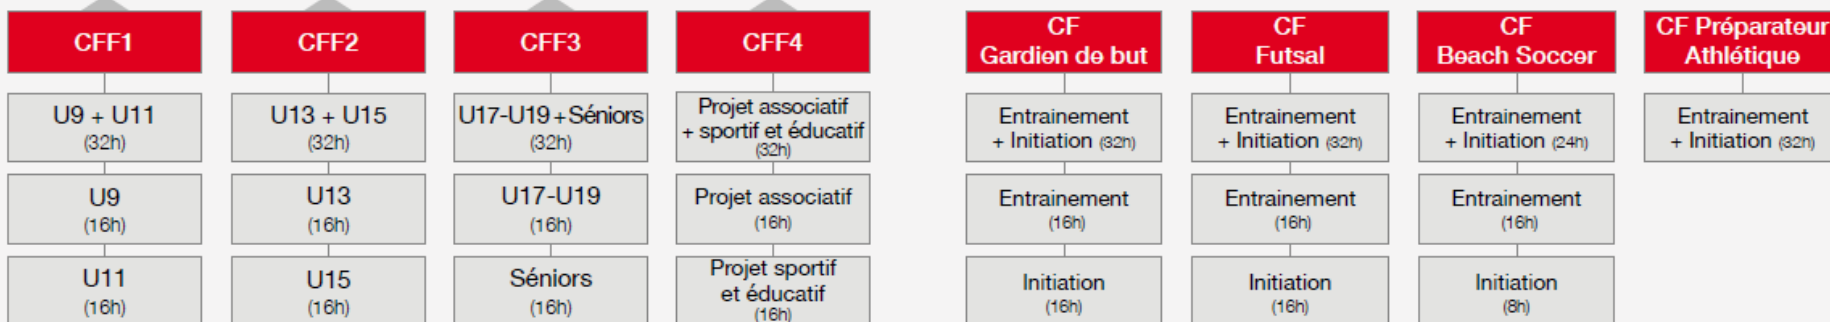 CFF1
U9 + U11
(32h)
U9
(16h)
U11
(16h)
CFF2
U13 + U15
(32h)
U13
(16h)
U15
(16h)
CFF3
U17-U19+Séniors
(32h)
U17-U19
(16h)
Séniors
(16h)
CFF4
Projet associatif
+ sportif et éducatif
(32h)
Projet associatif
(16h)
Projet sportif
et éducatif
(16h)
CF
Gardien de but
Entrainement
+ Initiation (32h)
Entrainement
(16h)
Initiation
(16h)
CF
Futsal
Entrainement
+ Initiation (32h)
Entrainement
(16h)
Initiation
(16h)
CF
Beach Soccer
Entrainement
+ Initiation (24h)
Entrainement
(16h)
Initiation
(8h)
CF Préparateur
Athlétique
Entrainement
+ Initiation (32h)